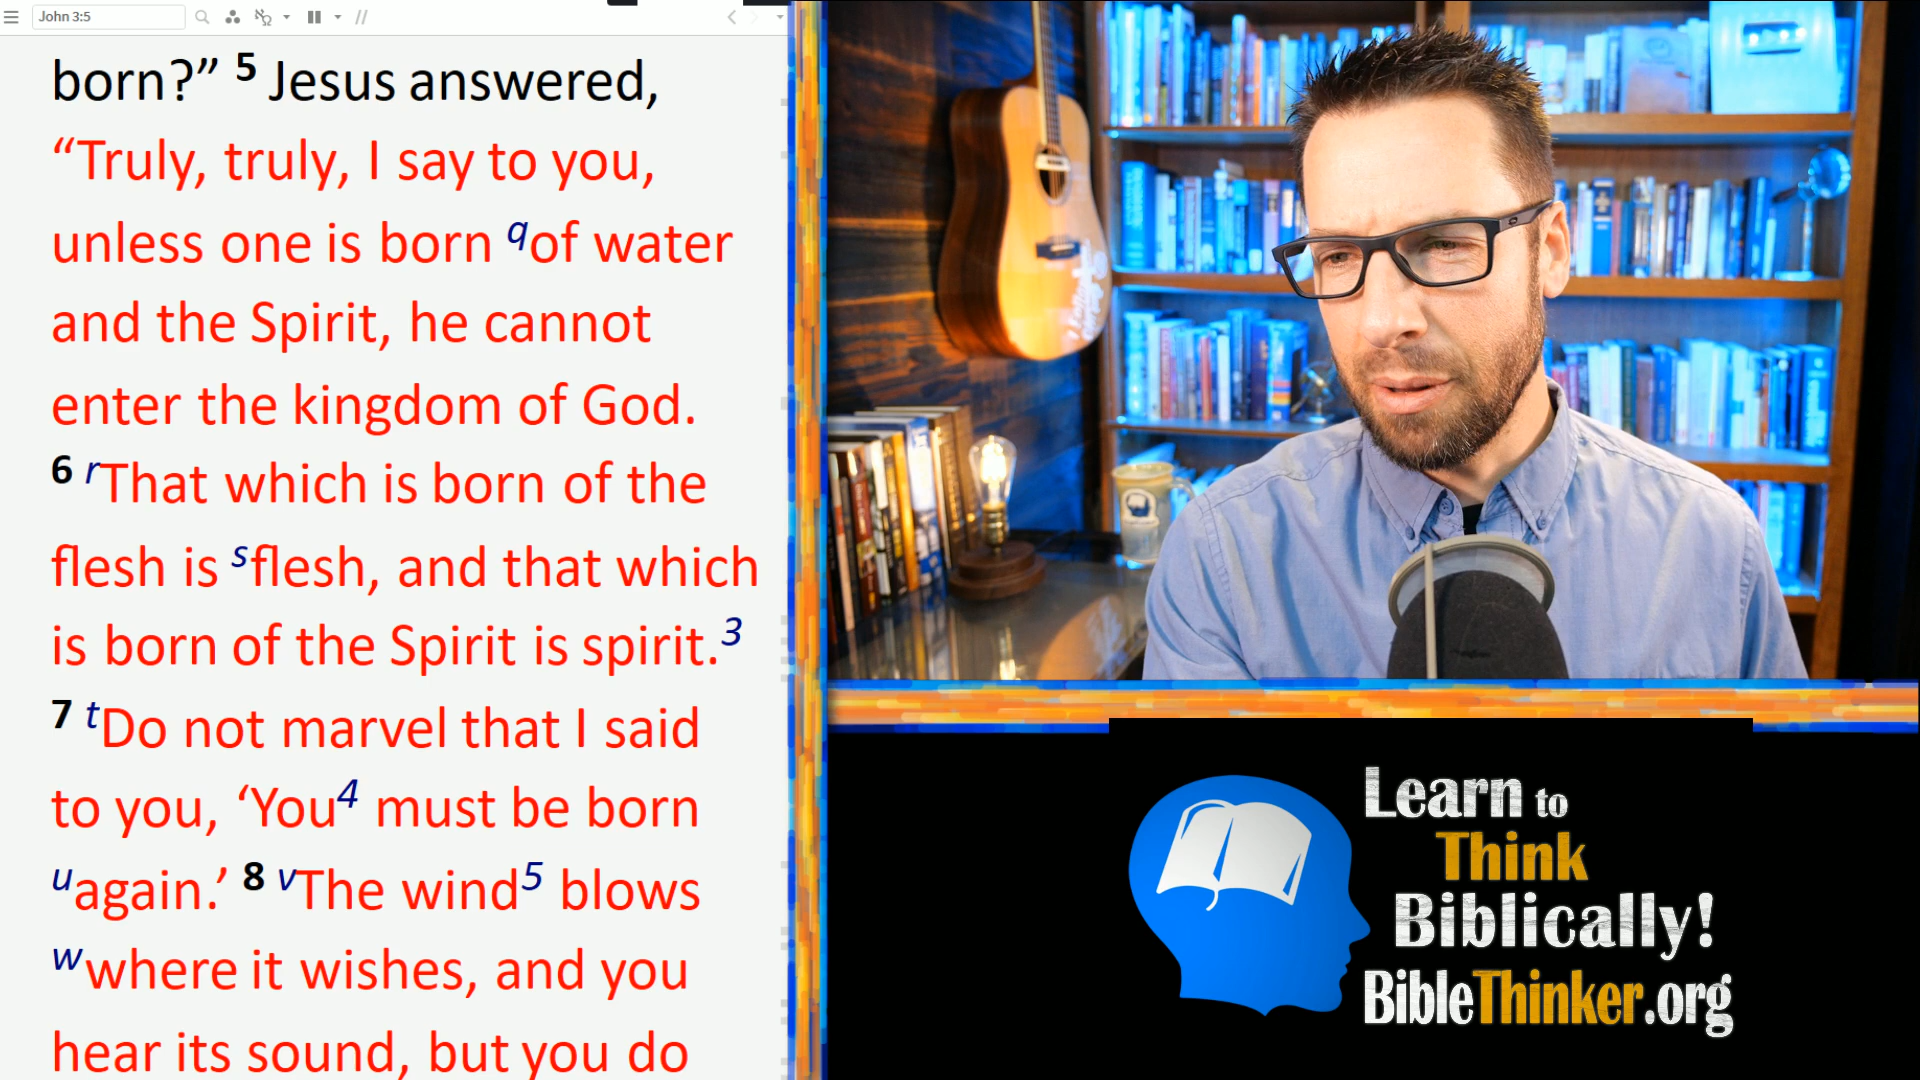 John 3:5
born?” 5 Jesus answered,
“Truly, truly, I say to you,
unless one is born qof water
and the Spirit, he cannot
enter the kingdom of God.
6 rThat which is born of the
flesh is sflesh, and that which
is born of the Spirit is spirit.3
7 tDo not marvel that I said
to you, ‘You4 must be born
uagain.’ 8 vThe wind5 blows
wwhere it wishes, and you
hear its sound, but you do
Learn to
Think
Biblically!
BibleThinker.org